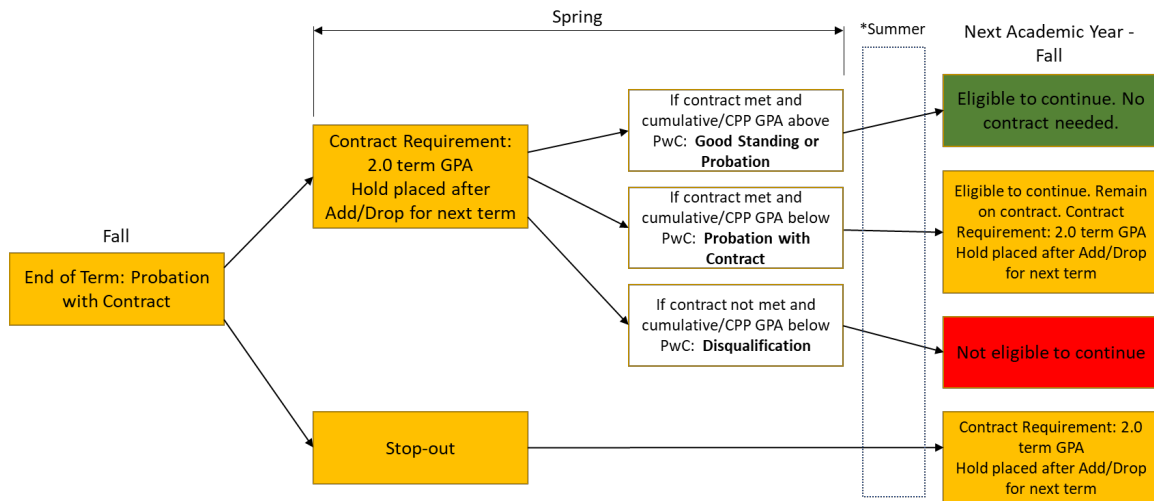 Spring
*Summer
Next Academic Year -
Fall
If contract met and
cumulative/CPP GPA above
PwC: Good Standing or
Probation
Eligible to continue. No
contract needed.
Contract Requirement:
2.0 term GPA
Hold placed after
Add/Drop for next term
If contract met and
cumulative/CPP GPA below
PwC: Probation with
Contract
Eligible to continue. Remain
on contract. Contract
Requirement: 2.0 term GPA
Hold placed after Add/Drop
for next term
Fall
End of Term: Probation
with Contract
If contract not met and
cumulative/CPP GPA below
PwC: Disqualification
Not eligible to continue
Stop-out
Contract Requirement: 2.0
term GPA
Hold placed after Add/Drop
for next term